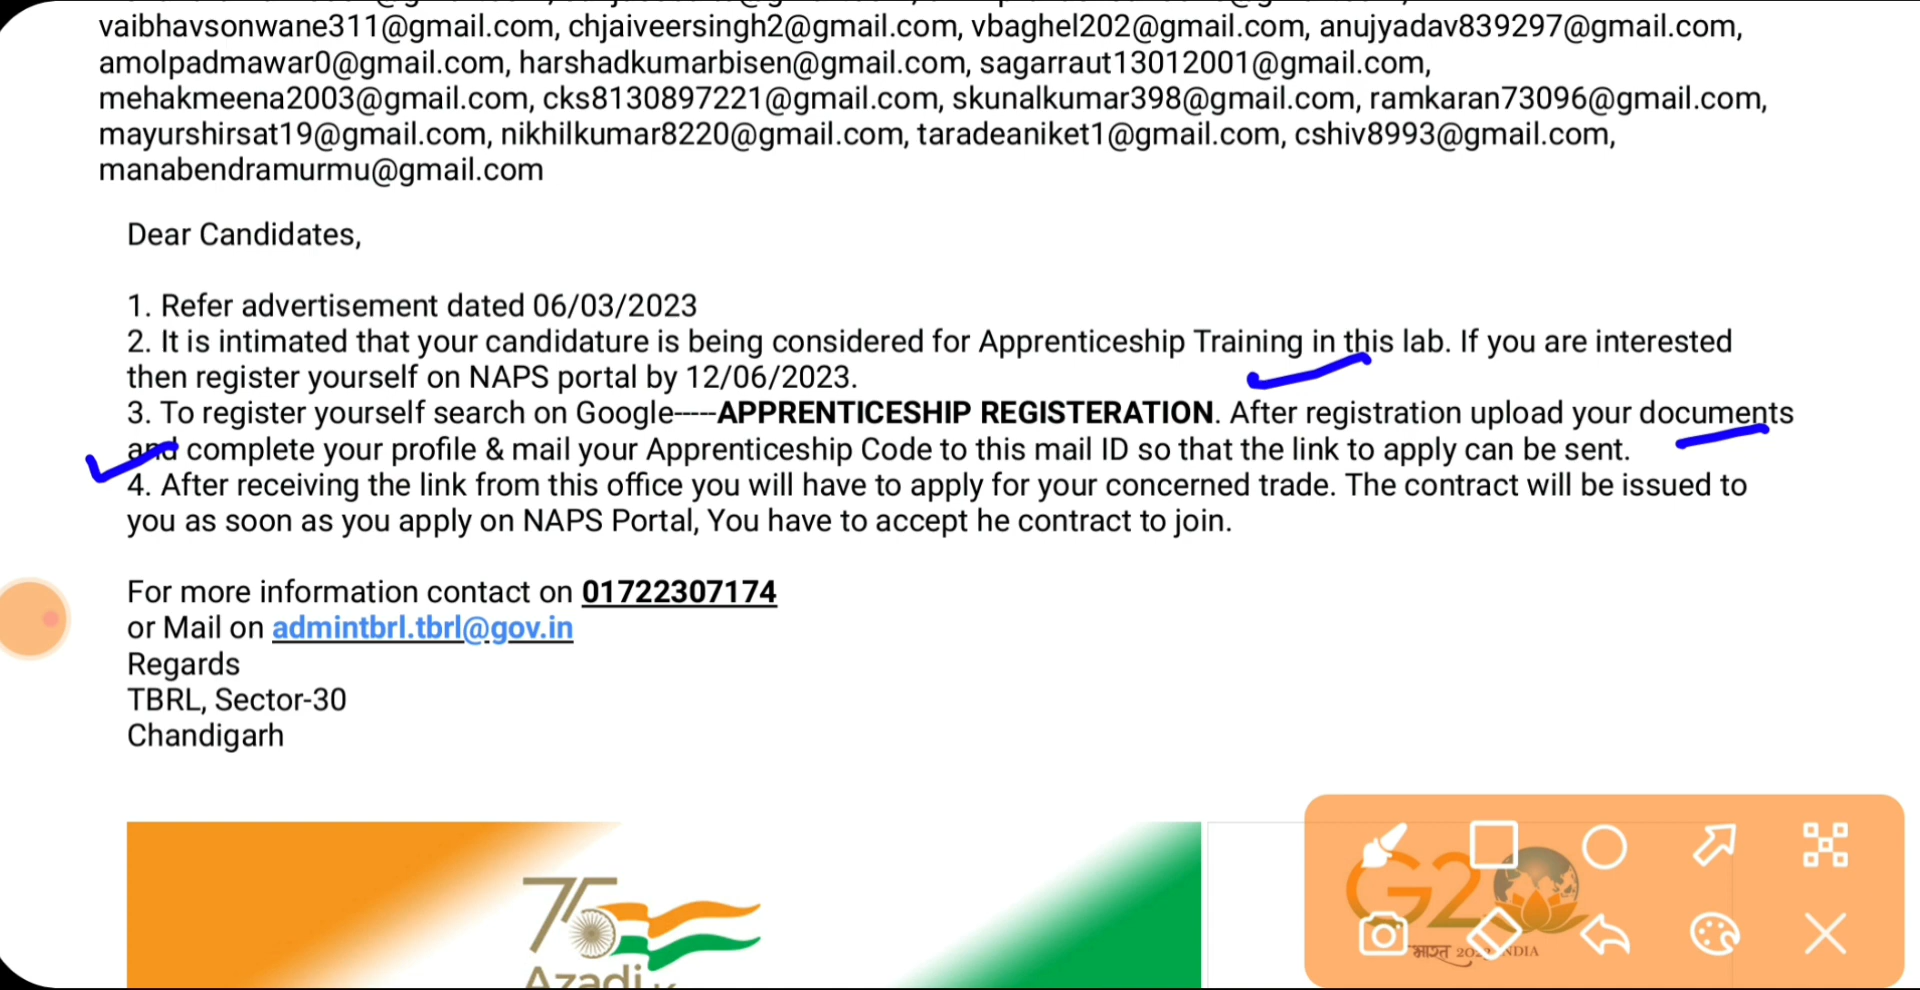 vaibhavsonwane311@gmail.com, chjaiveersingh2@gmail.com, vbaghel202@gmail.com, anujyadav839297@gmail.com,
amolpadmawar0@gmail.com, harshadkumarbisen@gmail.com, sagarraut13012001@gmail.com,
mehakmeena2003@gmail.com, cks8130897221@gmail.com, skunalkumar398@gmail.com, ramkaran73096@gmail.com,
mayurshirsat19@gmail.com, nikhilkumar8220@gmail.com, taradeaniket1@gmail.com, cshiv8993@gmail.com,
manabendramurmu@gmail.com
Dear Candidates,
1. Refer advertisement dated 06/03/2023
2. It is intimated that your candidature is being considered for Apprenticeship Training in this lab. If you are interested
then register yourself on NAPS portal by 12/06/2023.
3. To register yourself search on Google-----APPRENTICESHIP REGISTERATION. After registration upload your documents
and complete your profile & mail your Apprenticeship Code to this mail ID so that the link to apply can be sent.
4. After receiving the link from this office you will have to apply for your concerned trade. The contract will be issued to
you as soon as you apply on NAPS Portal, You have to accept he contract to join.
For more information contact on 01722307174
or Mail on admintbrl.tbrl@gov.in
Regards
TBRL, Sector-30
Chandigarh
75
Azadi
G2
भारत 20 INDIA